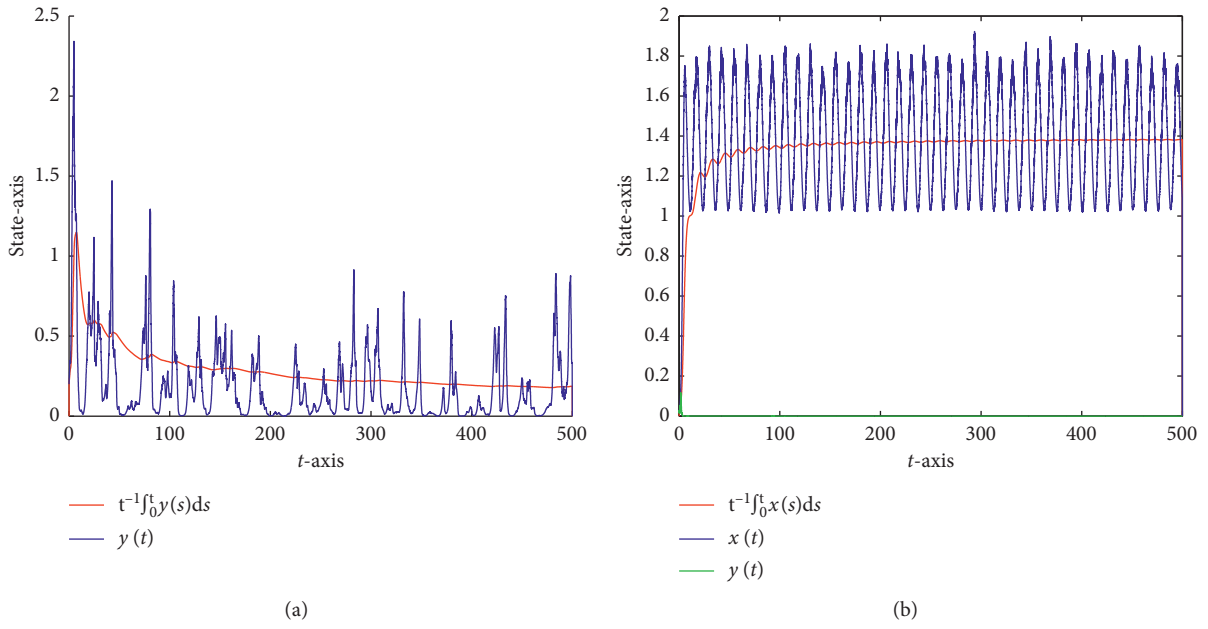 2.5
2
1.5
1
0.5
0
State-axis
0 100 200 300 400 500
t-axis
t⁻¹∫₀ᵗ y(s)ds
y (t)
(a)
2
1.8
1.6
1.4
1.2
1
0.8
0.6
0.4
0.2
0
State-axis
0 100 200 300 400 500
t-axis
t⁻¹∫₀ᵗ x(s)ds
x (t)
y (t)
(b)